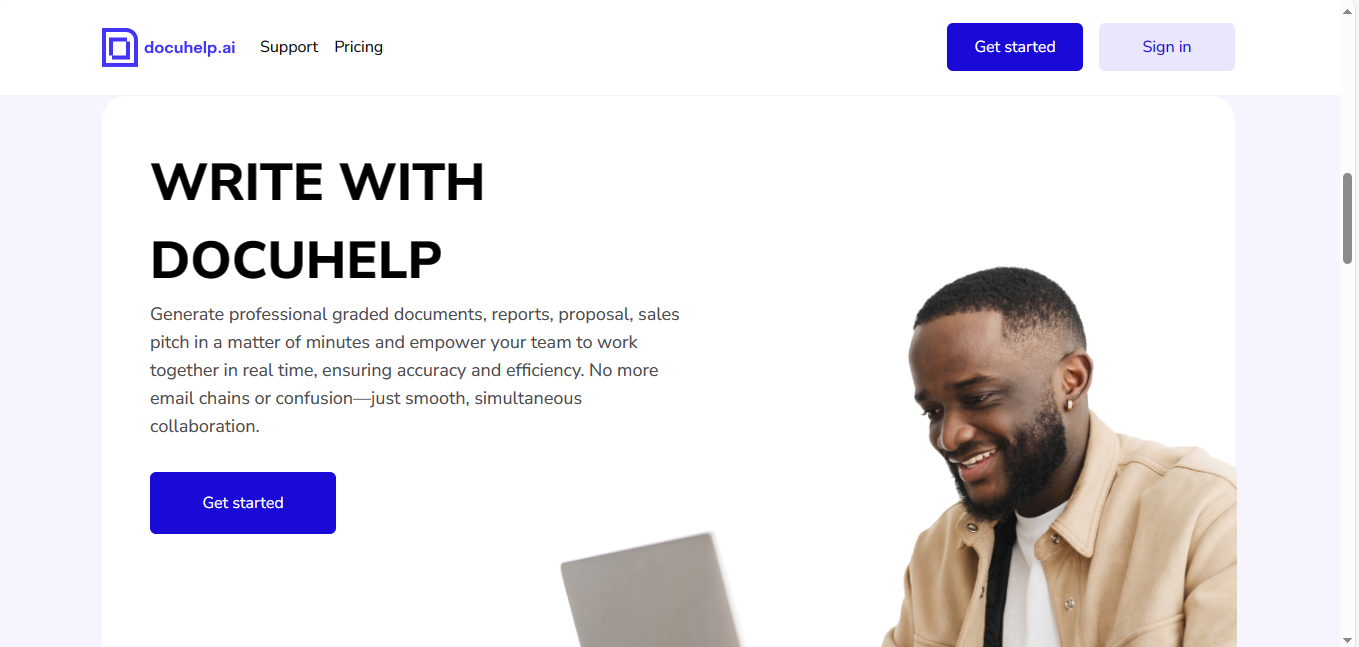 docuhelp.ai
Support
Pricing
Get started
Sign in
WRITE WITH
DOCUHELP
Generate professional graded documents, reports, proposal, sales
pitch in a matter of minutes and empower your team to work
together in real time, ensuring accuracy and efficiency. No more
email chains or confusion—just smooth, simultaneous
collaboration.
Get started